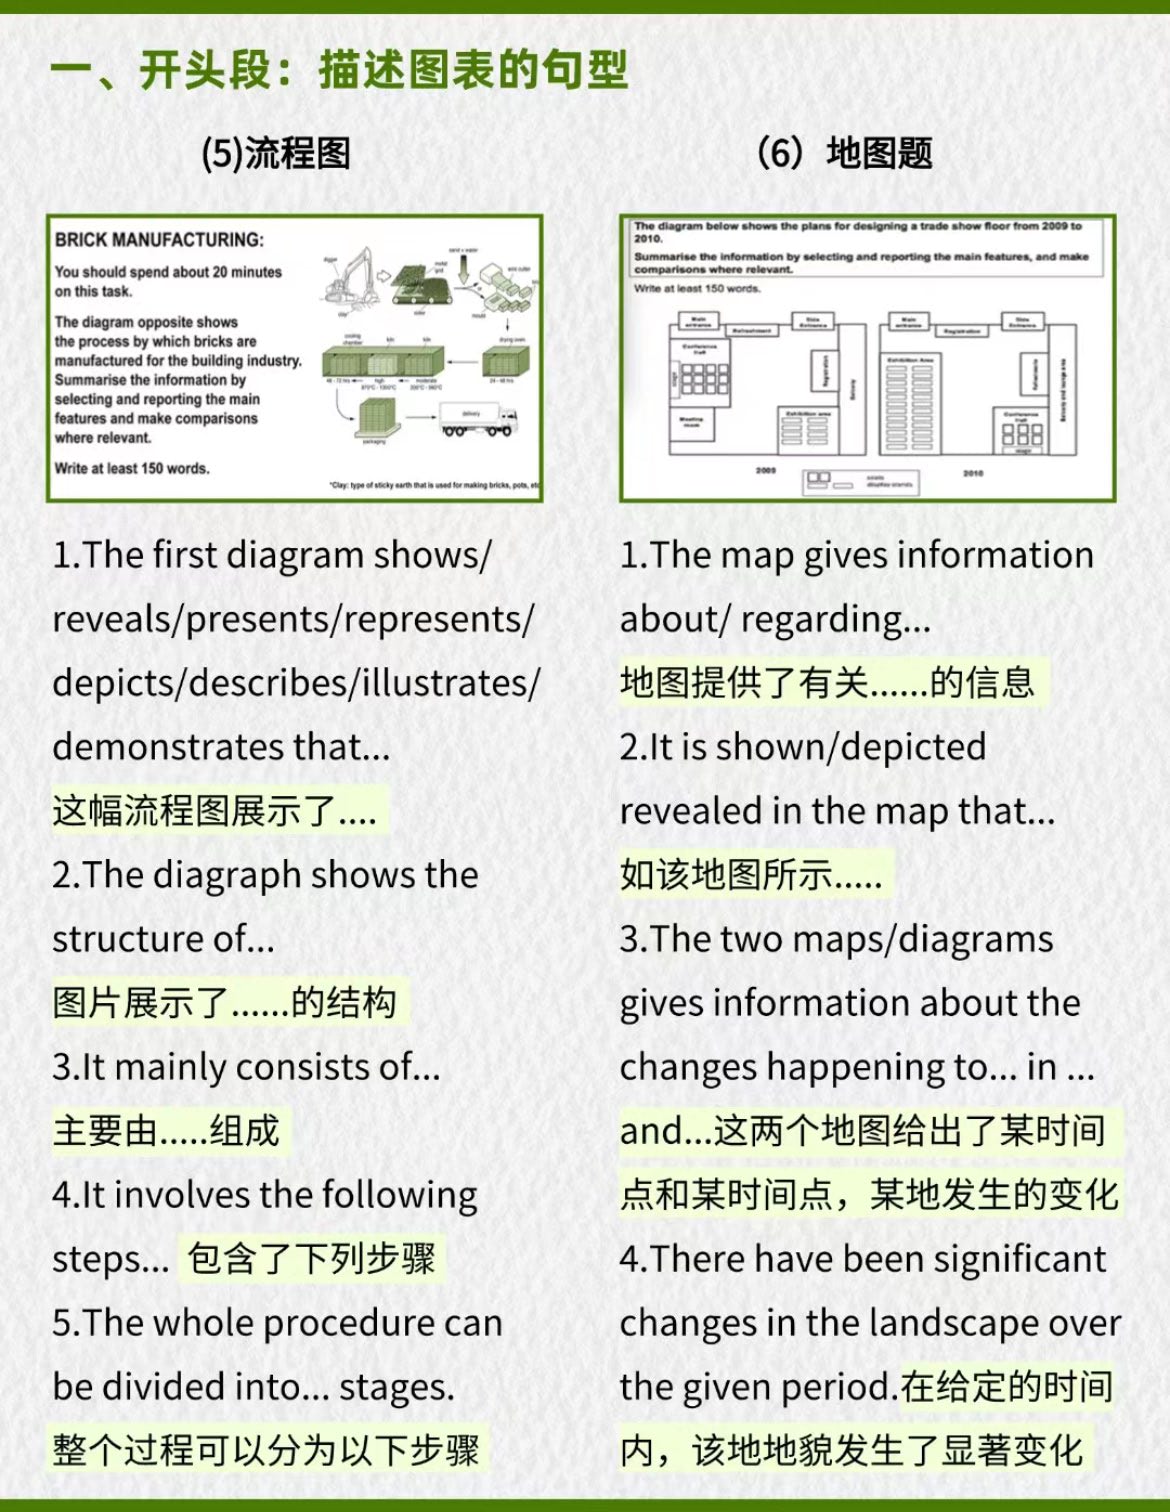 一、开头段：描述图表的句型
(5)流程图
BRICK MANUFACTURING:
You should spend about 20 minutes
on this task.
The diagram opposite shows
the process by which bricks are
manufactured for the building industry.
Summarise the information by
selecting and reporting the main
features and make comparisons
where relevant.
Write at least 150 words.
digger
clay*
metal
grid
roller
sand + water
wire cutter
mould
drying oven
24 - 48 hrs
kiln
moderate
kiln
high
cooling
chamber
48 - 72 hrs
packaging
delivery
*Clay: type of sticky earth that is used for making bricks, pots, etc
1.The first diagram shows/
reveals/presents/represents/
depicts/describes/illustrates/
demonstrates that...
这幅流程图展示了....
2.The diagraph shows the
structure of...
图片展示了......的结构
3.It mainly consists of...
主要由.....组成
4.It involves the following
steps... 包含了下列步骤
5.The whole procedure can
be divided into... stages.
整个过程可以分为以下步骤
（6）地图题
The diagram below shows the plans for designing a trade show floor from 2009 to
2010.
Summarise the information by selecting and reporting the main features, and make
comparisons where relevant.
Write at least 150 words.
Main
entrance
Refreshment
Side
Entrance
Conference
hall
stage
Registration
Meeting
room
Exhibition area
2009
Main
entrance
Registration
Side
Entrance
Exhibition Area
Conference
hall
stage
2010
seats
display stands
1.The map gives information
about/ regarding...
地图提供了有关......的信息
2.It is shown/depicted
revealed in the map that...
如该地图所示.....
3.The two maps/diagrams
gives information about the
changes happening to... in ...
and...这两个地图给出了某时间
点和某时间点，某地发生的变化
4.There have been significant
changes in the landscape over
the given period.在给定的时间
内，该地地貌发生了显著变化